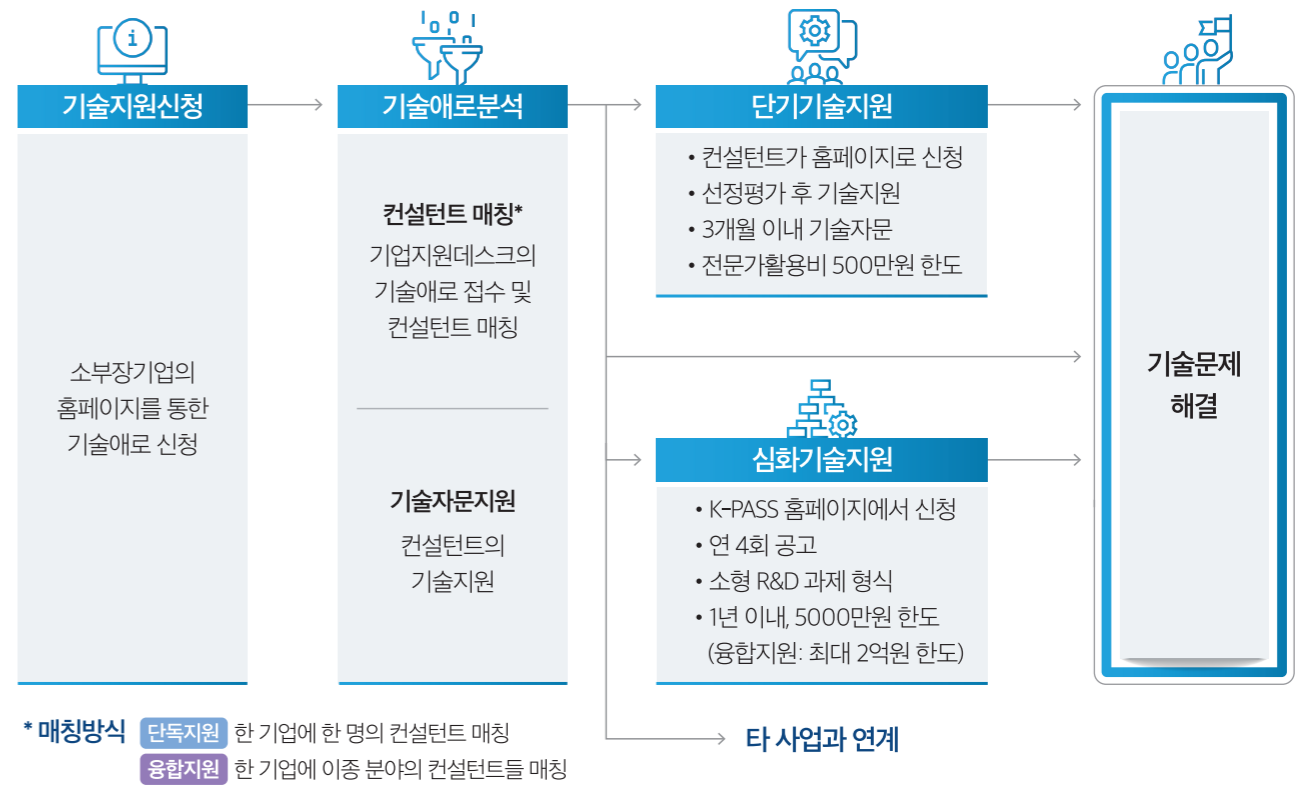 기술지원신청
소부장기업의
홈페이지를 통한
기술애로 신청
기술애로분석
컨설턴트 매칭*
기업지원데스크의
기술애로 접수 및
컨설턴트 매칭
기술자문지원
컨설턴트의
기술지원
단기기술지원
• 컨설턴트가 홈페이지로 신청
• 선정평가 후 기술지원
• 3개월 이내 기술자문
• 전문가활용비 500만원 한도
심화기술지원
• K-PASS 홈페이지에서 신청
• 연 4회 공고
• 소형 R&D 과제 형식
• 1년 이내, 5000만원 한도
(융합지원: 최대 2억원 한도)
기술문제
해결
타 사업과 연계
* 매칭방식 단독지원 한 기업에 한 명의 컨설턴트 매칭
융합지원 한 기업에 이종 분야의 컨설턴트들 매칭